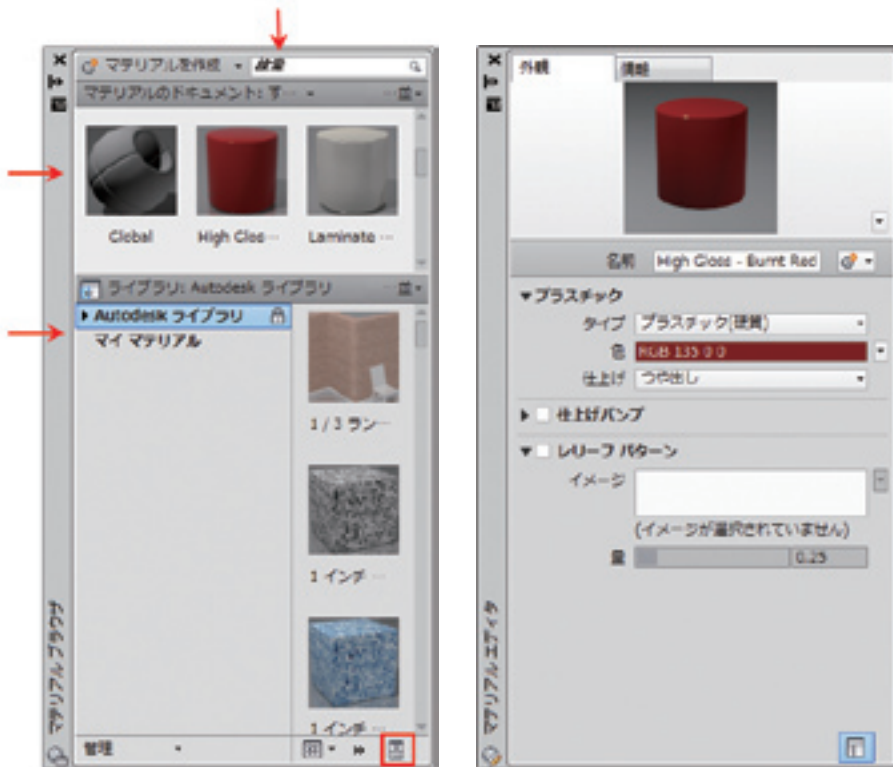 マテリアルを作成
検索
マテリアルのドキュメント: す…
Global
High Glos…
Laminate …
ライブラリ: Autodesk ライブラリ
Autodesk ライブラリ
マイ マテリアル
1 / 3 ラン…
1 インチ …
1 インチ …
管理
マテリアル ブラウザ
外観
情報
名前 High Gloss - Burnt Red
プラスチック
タイプ プラスチック(硬質)
色 RGB 135 0 0
仕上げ つや出し
仕上げバンプ
レリーフ パターン
イメージ
(イメージが選択されていません)
量 0.25
マテリアル エディタ